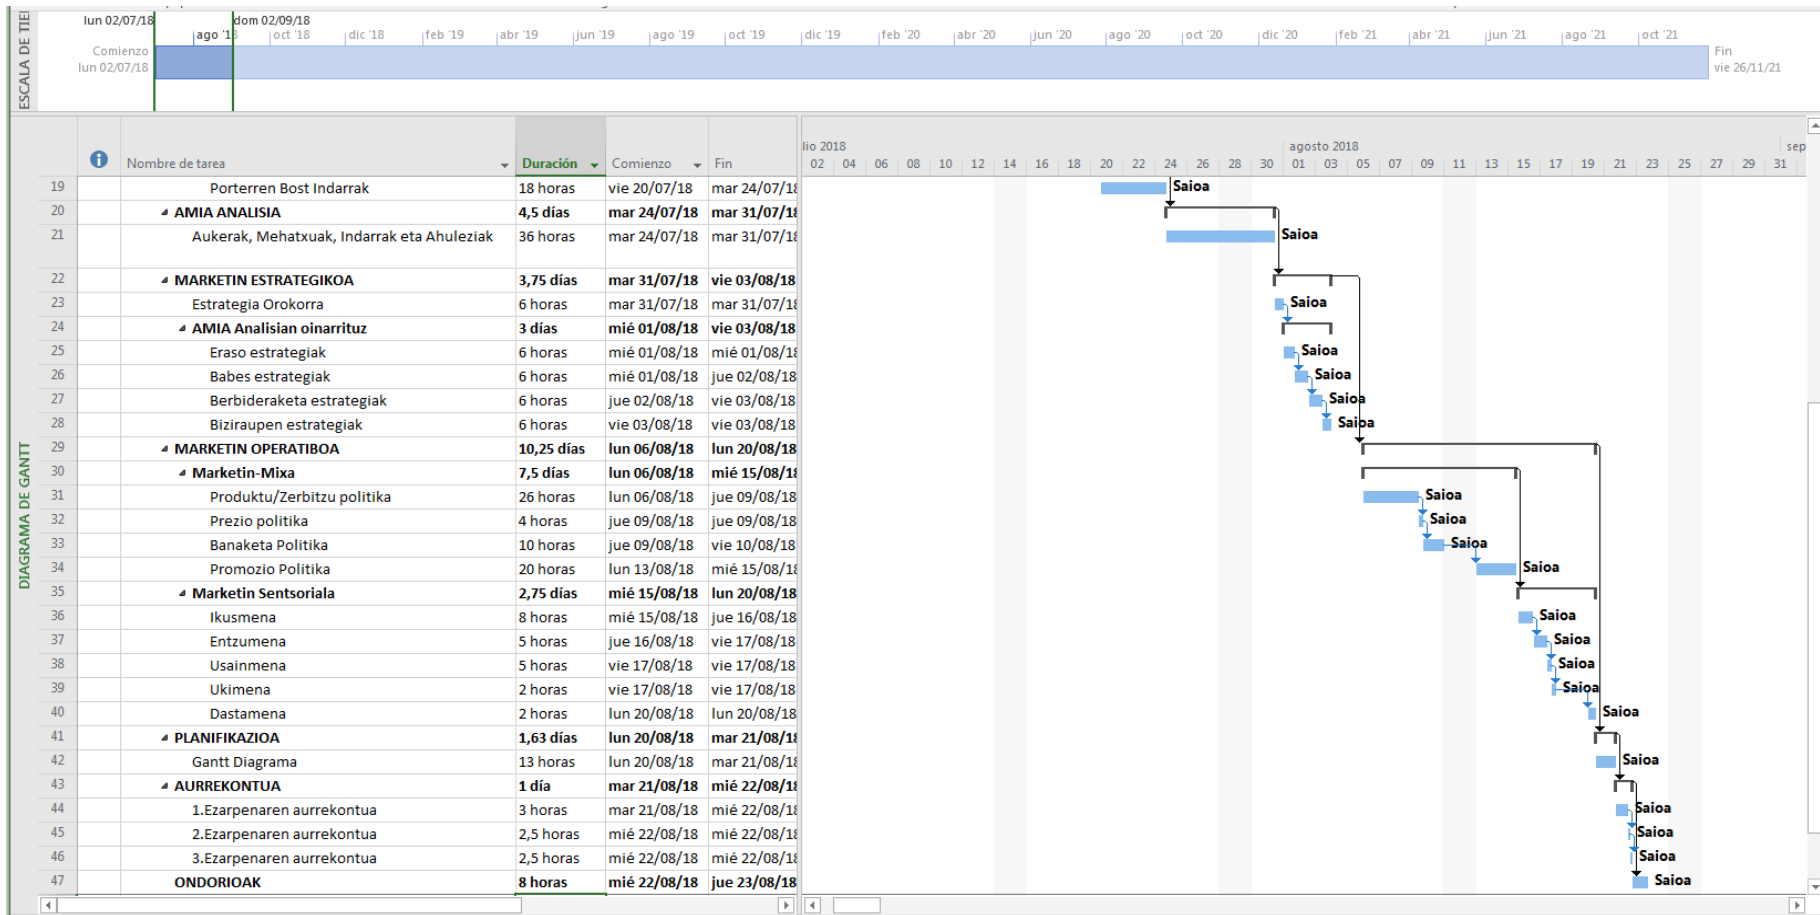 lun 02/07/18 dom 02/09/18
ago '18 oct '18 dic '18 feb '19 abr '19 jun '19 ago '19 oct '19 dic '19 feb '20 abr '20 jun '20 ago '20 oct '20 dic '20 feb '21 abr '21 jun '21 ago '21 oct '21
Comienzo
lun 02/07/18
Fin
vie 26/11/21
ESCALA DE TIE
DIAGRAMA DE GANTT
Nombre de tarea Duración Comienzo Fin
lio 2018 agosto 2018 sep
02 04 06 08 10 12 14 16 18 20 22 24 26 28 30 01 03 05 07 09 11 13 15 17 19 21 23 25 27 29 31
19 Porterren Bost Indarrak 18 horas vie 20/07/18 mar 24/07/18 Saioa
20 AMIA ANALISIA 4,5 días mar 24/07/18 mar 31/07/18
21 Aukerak, Mehatxuak, Indarrak eta Ahuleziak 36 horas mar 24/07/18 mar 31/07/18 Saioa
22 MARKETIN ESTRATEGIKOA 3,75 días mar 31/07/18 vie 03/08/18
23 Estrategia Orokorra 6 horas mar 31/07/18 mar 31/07/18 Saioa
24 AMIA Analisian oinarrituz 3 días mié 01/08/18 vie 03/08/18
25 Eraso estrategiak 6 horas mié 01/08/18 mié 01/08/18 Saioa
26 Babes estrategiak 6 horas mié 01/08/18 jue 02/08/18 Saioa
27 Berbideraketa estrategiak 6 horas jue 02/08/18 vie 03/08/18 Saioa
28 Biziraupen estrategiak 6 horas vie 03/08/18 vie 03/08/18 Saioa
29 MARKETIN OPERATIBOA 10,25 días lun 06/08/18 lun 20/08/18
30 Marketin-Mixa 7,5 días lun 06/08/18 mié 15/08/18
31 Produktu/Zerbitzu politika 26 horas lun 06/08/18 jue 09/08/18 Saioa
32 Prezio politika 4 horas jue 09/08/18 jue 09/08/18 Saioa
33 Banaketa Politika 10 horas jue 09/08/18 vie 10/08/18 Saioa
34 Promozio Politika 20 horas lun 13/08/18 mié 15/08/18 Saioa
35 Marketin Sentsoriala 2,75 días mié 15/08/18 lun 20/08/18
36 Ikusmena 8 horas mié 15/08/18 jue 16/08/18 Saioa
37 Entzumena 5 horas jue 16/08/18 vie 17/08/18 Saioa
38 Usainmena 5 horas vie 17/08/18 vie 17/08/18 Saioa
39 Ukimena 2 horas vie 17/08/18 vie 17/08/18 Saioa
40 Dastamena 2 horas lun 20/08/18 lun 20/08/18 Saioa
41 PLANIFIKAZIOA 1,63 días lun 20/08/18 mar 21/08/18
42 Gantt Diagrama 13 horas lun 20/08/18 mar 21/08/18 Saioa
43 AURREKONTUA 1 día mar 21/08/18 mié 22/08/18
44 1.Ezarpenaren aurrekontua 3 horas mar 21/08/18 mié 22/08/18 Saioa
45 2.Ezarpenaren aurrekontua 2,5 horas mié 22/08/18 mié 22/08/18 Saioa
46 3.Ezarpenaren aurrekontua 2,5 horas mié 22/08/18 mié 22/08/18 Saioa
47 ONDORIOAK 8 horas mié 22/08/18 jue 23/08/18 Saioa